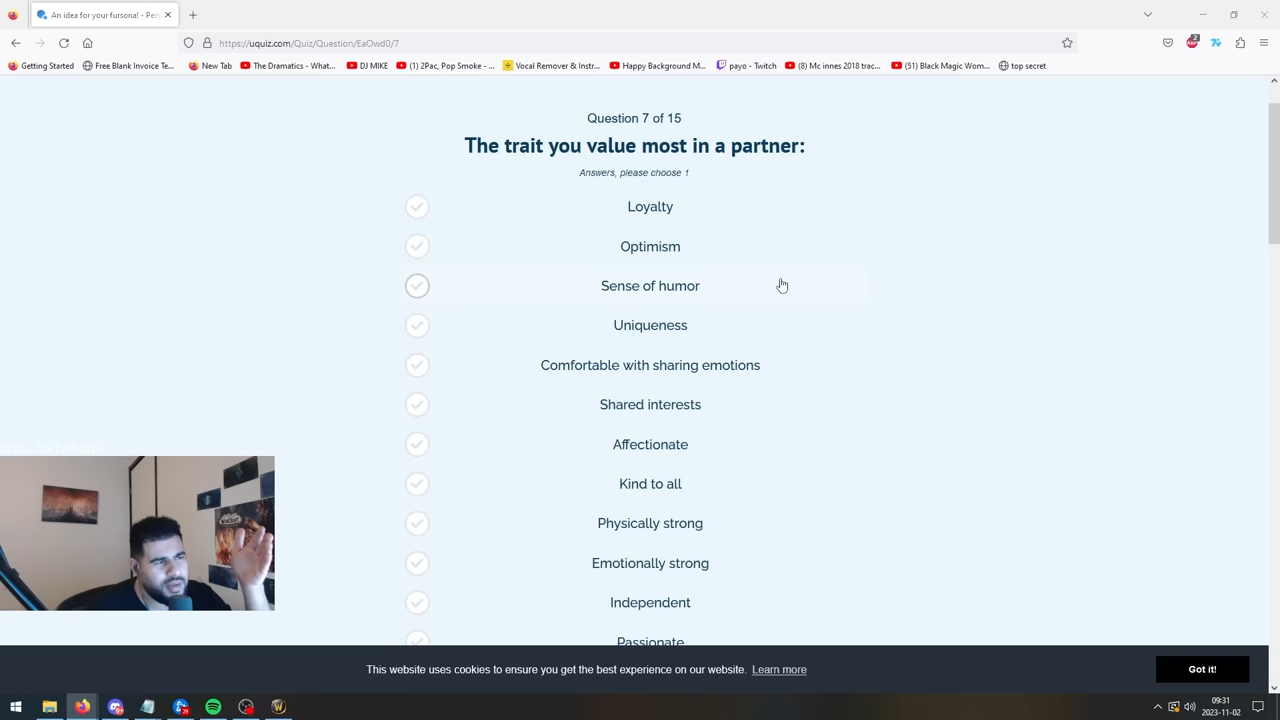 An idea for your fursona! - Pers
https://uquiz.com/Quiz/Question/EaOwd0/7
2
Getting Started
Free Blank Invoice Te...
New Tab
The Dramatics - What...
DJ MIKE
(1) 2Pac, Pop Smoke - ...
Vocal Remover & Instr...
Happy Background M...
payo - Twitch
(8) Mc innes 2018 trac...
(51) Black Magic Wom...
top secret
Question 7 of 15
The trait you value most in a partner:
Answers, please choose 1
Loyalty
Optimism
Sense of humor
Uniqueness
Comfortable with sharing emotions
Shared interests
Affectionate
Kind to all
Physically strong
Emotionally strong
Independent
Passionate
WARCRAFT
This website uses cookies to ensure you get the best experience on our website. Learn more
Got it!
09:31
2023-11-02